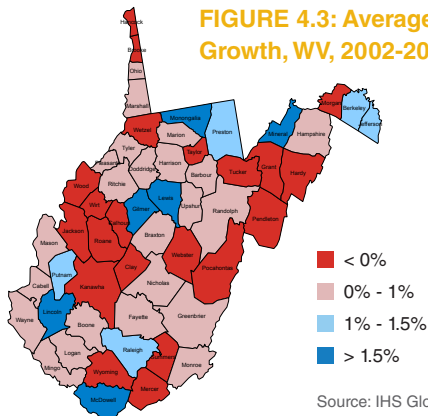 FIGURE 4.3: Average
Growth, WV, 2002-20
Hancock
Brooke
Ohio
Marshall
Wetzel
Monongalia
Marion
Preston
Morgan
Berkeley
Jefferson
Mineral
Hampshire
Tyler
Pleasants
Doddridge
Harrison
Taylor
Barbour
Tucker
Grant
Hardy
Wood
Ritchie
Wirt
Calhoun
Gilmer
Lewis
Upshur
Randolph
Pendleton
Jackson
Roane
Braxton
Webster
Pocahontas
Mason
Putnam
Clay
Kanawha
Nicholas
Cabell
Wayne
Lincoln
Boone
Fayette
Greenbrier
Logan
Raleigh
Mingo
Wyoming
Summers
Monroe
Mercer
McDowell
< 0%
0% - 1%
1% - 1.5%
> 1.5%
Source: IHS Glo